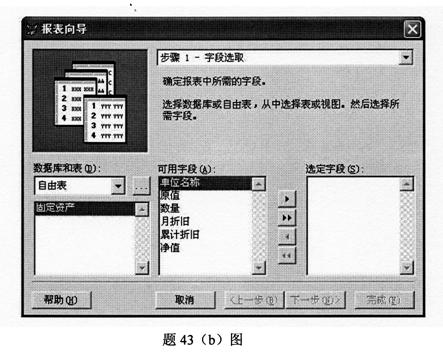 报表向导
步骤 1 - 字段选取
确定报表中所需的字段。
选择数据库或自由表，从中选择表或视图。然后选择所
需字段。
数据库和表(D):
可用字段(A):
选定字段(S):
自由表
...
固定资产
单位名称
原值
数量
月折旧
累计折旧
净值
帮助(H)
取消
<上一步(B)
下一步(N)>
完成(F)
题 43（b）图